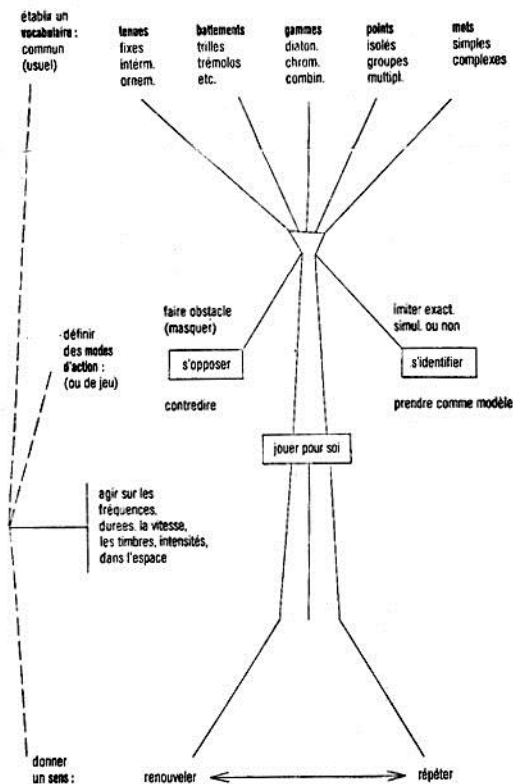 établir un
vocabulaire :
commun
(usuel)
tenues
fixes
interm.
ornem.
battements
trilles
trémolos
etc.
gammes
diaton.
chrom.
combin.
points
isolés
groupes
multipl.
mots
simples
complexes
faire obstacle
(masquer)
s'opposer
contredire
imiter exact.
simul. ou non
s'identifier
prendre comme modèle
définir
des modes
d'action :
(ou de jeu)
jouer pour soi
agir sur les
fréquences,
durées. la vitesse,
les timbres, intensités,
dans l'espace
donner
un sens :
renouveler
répéter